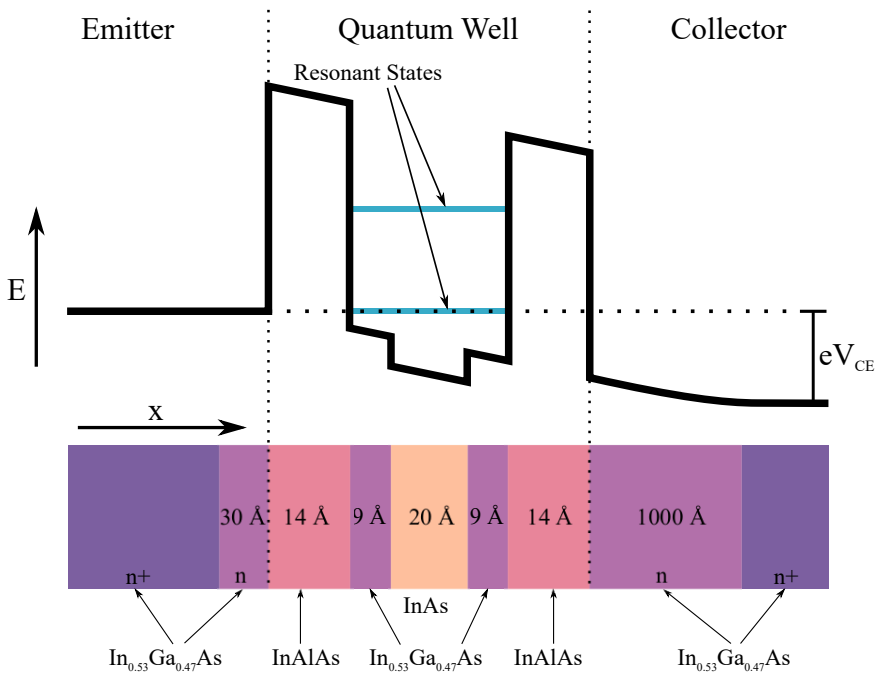 Emitter Quantum Well Collector
Resonant States
E
eV_CE
x
30 Å 14 Å 9 Å 20 Å 9 Å 14 Å 1000 Å
n+ n n n+
InAs
In₀.₅₃Ga₀.₄₇As InAlAs In₀.₅₃Ga₀.₄₇As InAlAs In₀.₅₃Ga₀.₄₇As